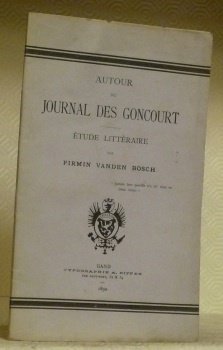 AUTOUR
DU
JOURNAL DES GONCOURT
ÉTUDE LITTÉRAIRE
PAR
FIRMIN VANDEN BOSCH
GAND
TYPOGRAPHIE A. SIFFER